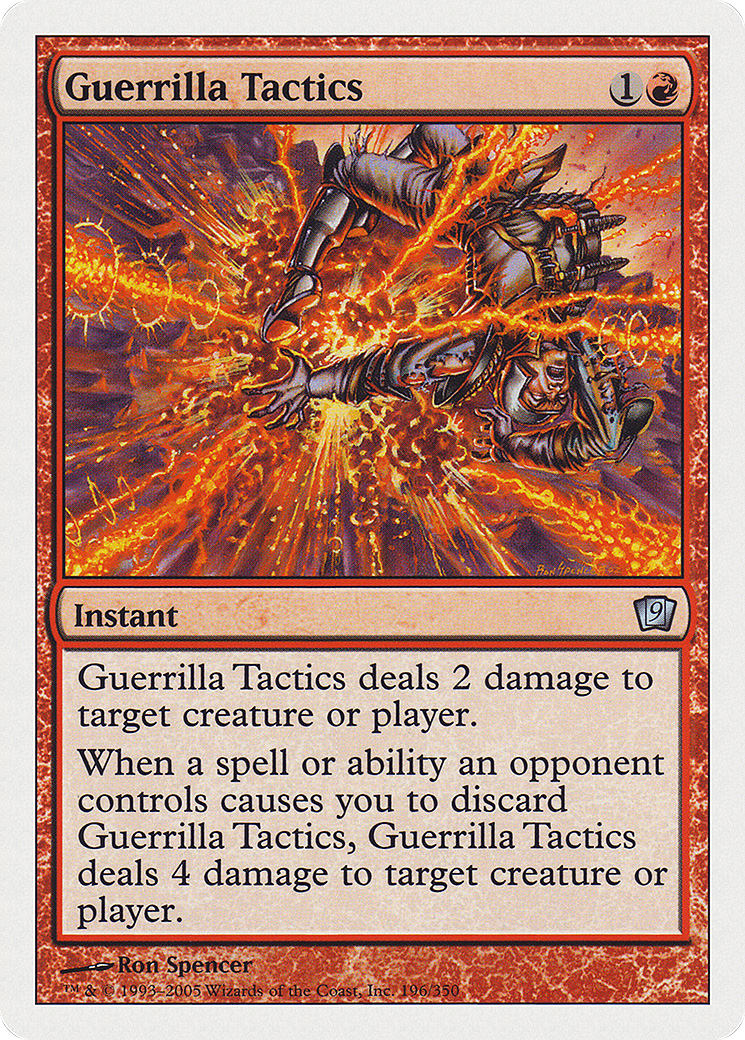 Guerrilla Tactics 1
Instant 9
Guerrilla Tactics deals 2 damage to
target creature or player.
When a spell or ability an opponent
controls causes you to discard
Guerrilla Tactics, Guerrilla Tactics
deals 4 damage to target creature or
player.
Ron Spencer
™ & © 1993–2005 Wizards of the Coast, Inc. 196/350